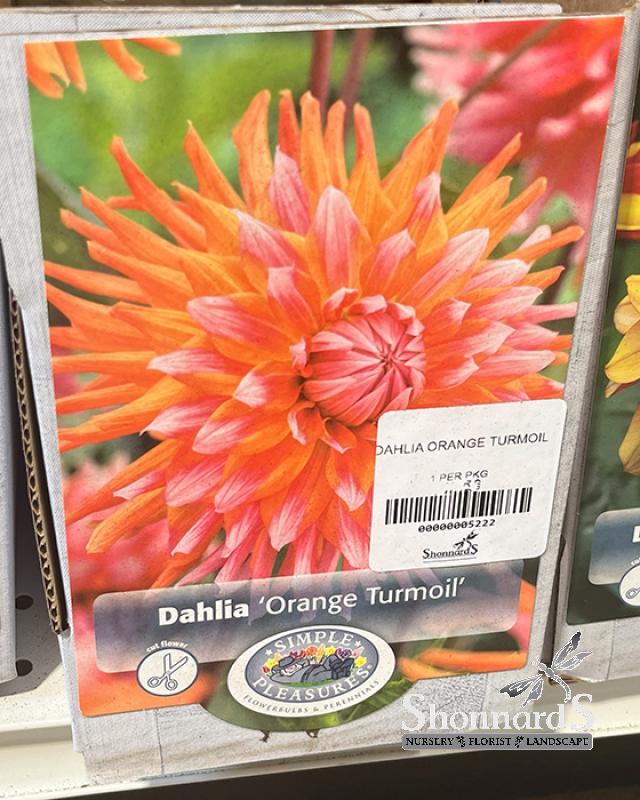 DAHLIA ORANGE TURMOIL
1 PER PKG
00000005222
Shonnard's
Dahlia 'Orange Turmoil'
cut flower
SIMPLE
PLEASURES
FLOWERBULBS & PERENNIALS
D
Shonnard's
NURSERY FLORIST LANDSCAPE